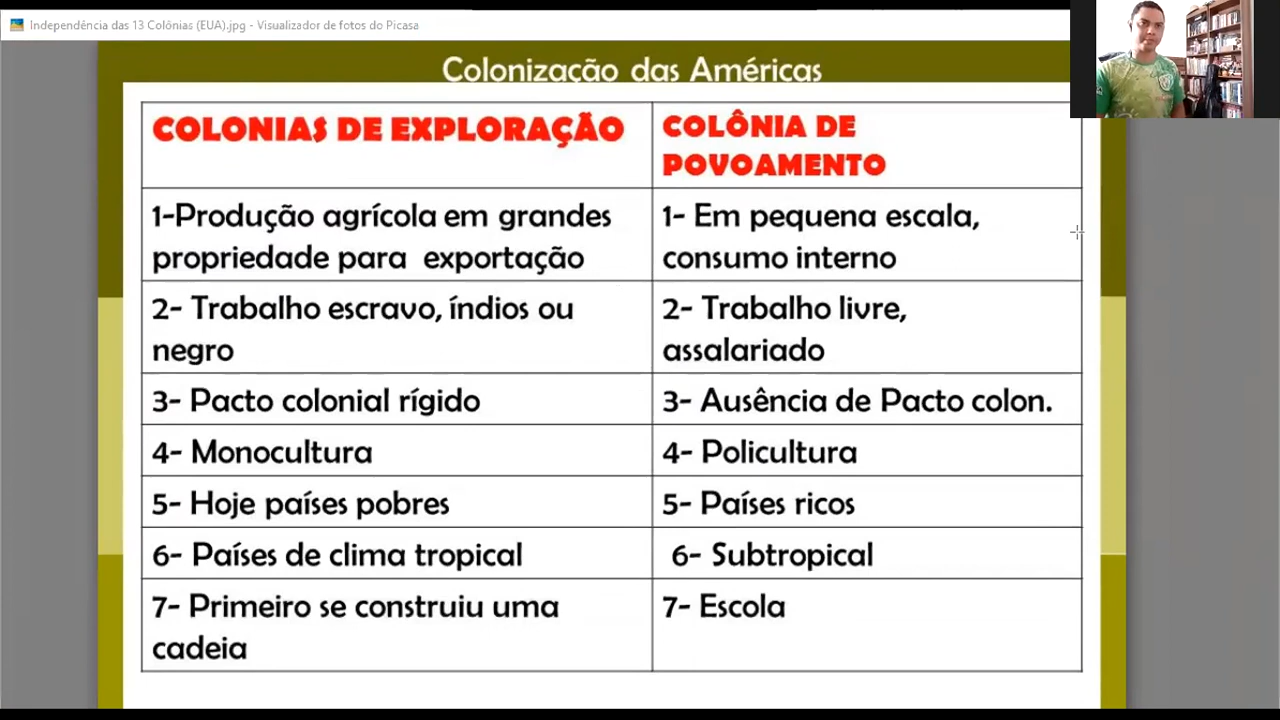 Independência das 13 Colônias (EUA).jpg - Visualizador de fotos do Picasa
Colonização das Américas
COLONIAS DE EXPLORAÇÃO
COLÔNIA DE
POVOAMENTO
1-Produção agrícola em grandes
propriedade para exportação
1- Em pequena escala,
consumo interno
2- Trabalho escravo, índios ou
negro
2- Trabalho livre,
assalariado
3- Pacto colonial rígido
3- Ausência de Pacto colon.
4- Monocultura
4- Policultura
5- Hoje países pobres
5- Países ricos
6- Países de clima tropical
6- Subtropical
7- Primeiro se construiu uma
cadeia
7- Escola